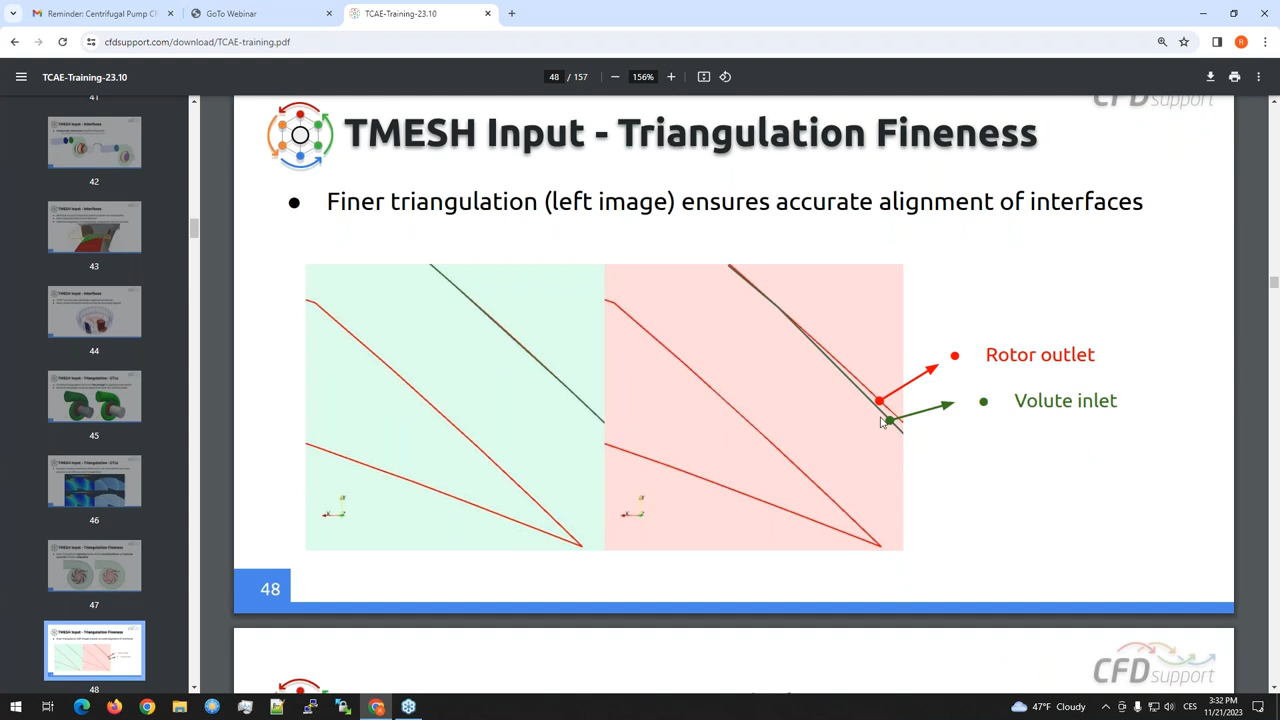 Reminder: Centrifugal Pump CF
GoTo Webinar
TCAE-Training-23.10
cfdsupport.com/download/TCAE-training.pdf
R
TCAE-Training-23.10
48 / 157
156%
41
42
43
44
45
46
47
48
CFDsupport
TMESH Input - Triangulation Fineness
● Finer triangulation (left image) ensures accurate alignment of interfaces
● Rotor outlet
● Volute inlet
48
CFDsupport
47°F Cloudy
CES
3:32 PM
11/21/2023